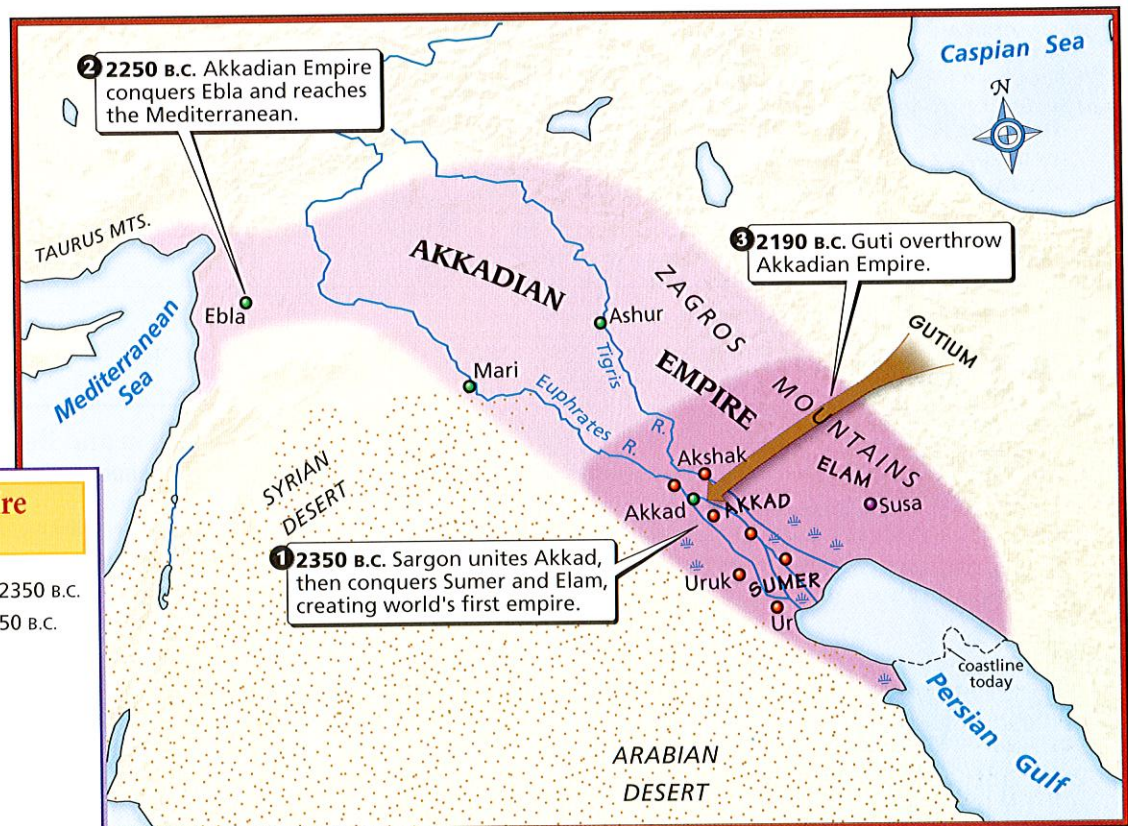 Caspian Sea
N
❷ 2250 B.C. Akkadian Empire
conquers Ebla and reaches
the Mediterranean.
TAURUS MTS.
❸ 2190 B.C. Guti overthrow
Akkadian Empire.
AKKADIAN
EMPIRE
ZAGROS
MOUNTAINS
GUTIUM
Ebla
Ashur
Mediterranean
Sea
Mari
Tigris
R.
Euphrates
R.
Akshak
ELAM
Susa
Akkad
AKKAD
SYRIAN
DESERT
❶ 2350 B.C. Sargon unites Akkad,
then conquers Sumer and Elam,
creating world's first empire.
Uruk
SUMER
Ur
coastline
today
Persian Gulf
ARABIAN
DESERT
re
2350 B.C.
50 B.C.